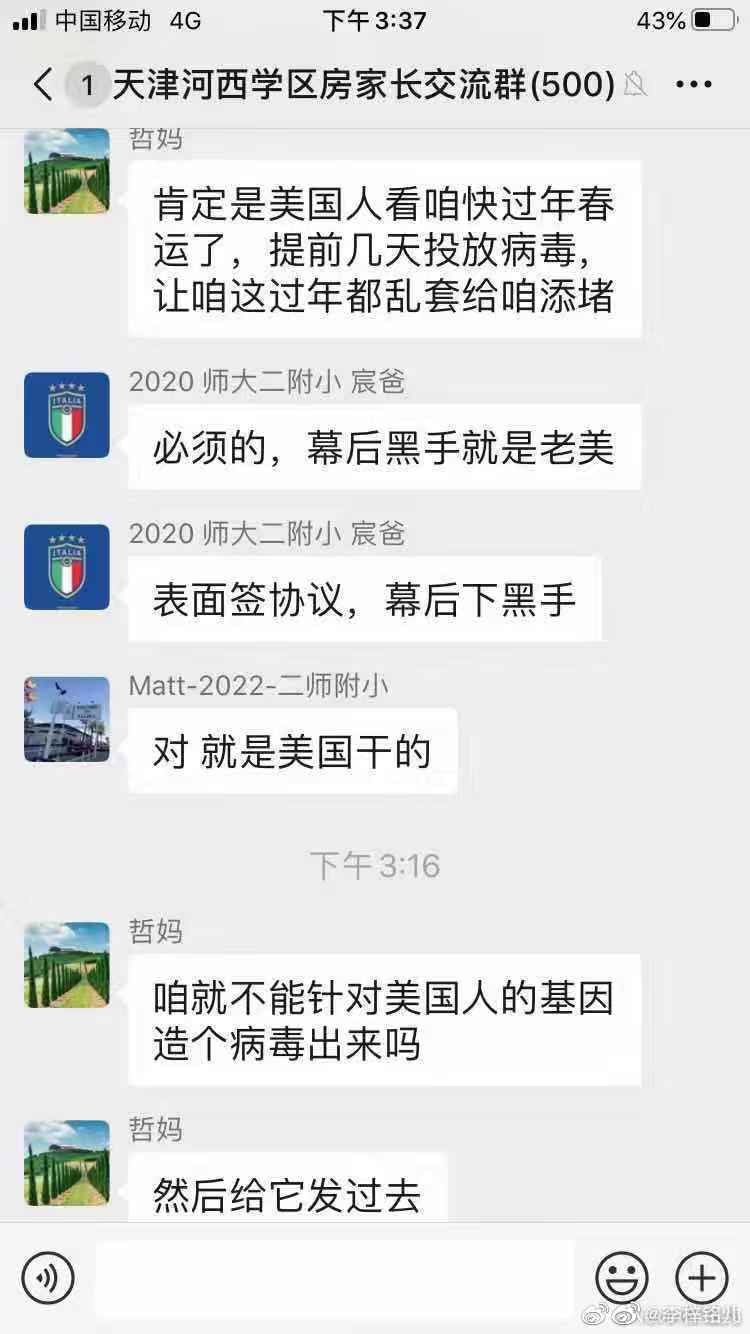 中国移动 4G 下午3:37 43%
1 天津河西学区房家长交流群(500)
哲妈
肯定是美国人看咱快过年春
运了，提前几天投放病毒，
让咱这过年都乱套给咱添堵
2020 师大二附小 宸爸
ITALIA
必须的，幕后黑手就是老美
2020 师大二附小 宸爸
ITALIA
表面签协议，幕后下黑手
Matt-2022-二师附小
对 就是美国干的
下午3:16
哲妈
咱就不能针对美国人的基因
造个病毒出来吗
哲妈
然后给它发过去